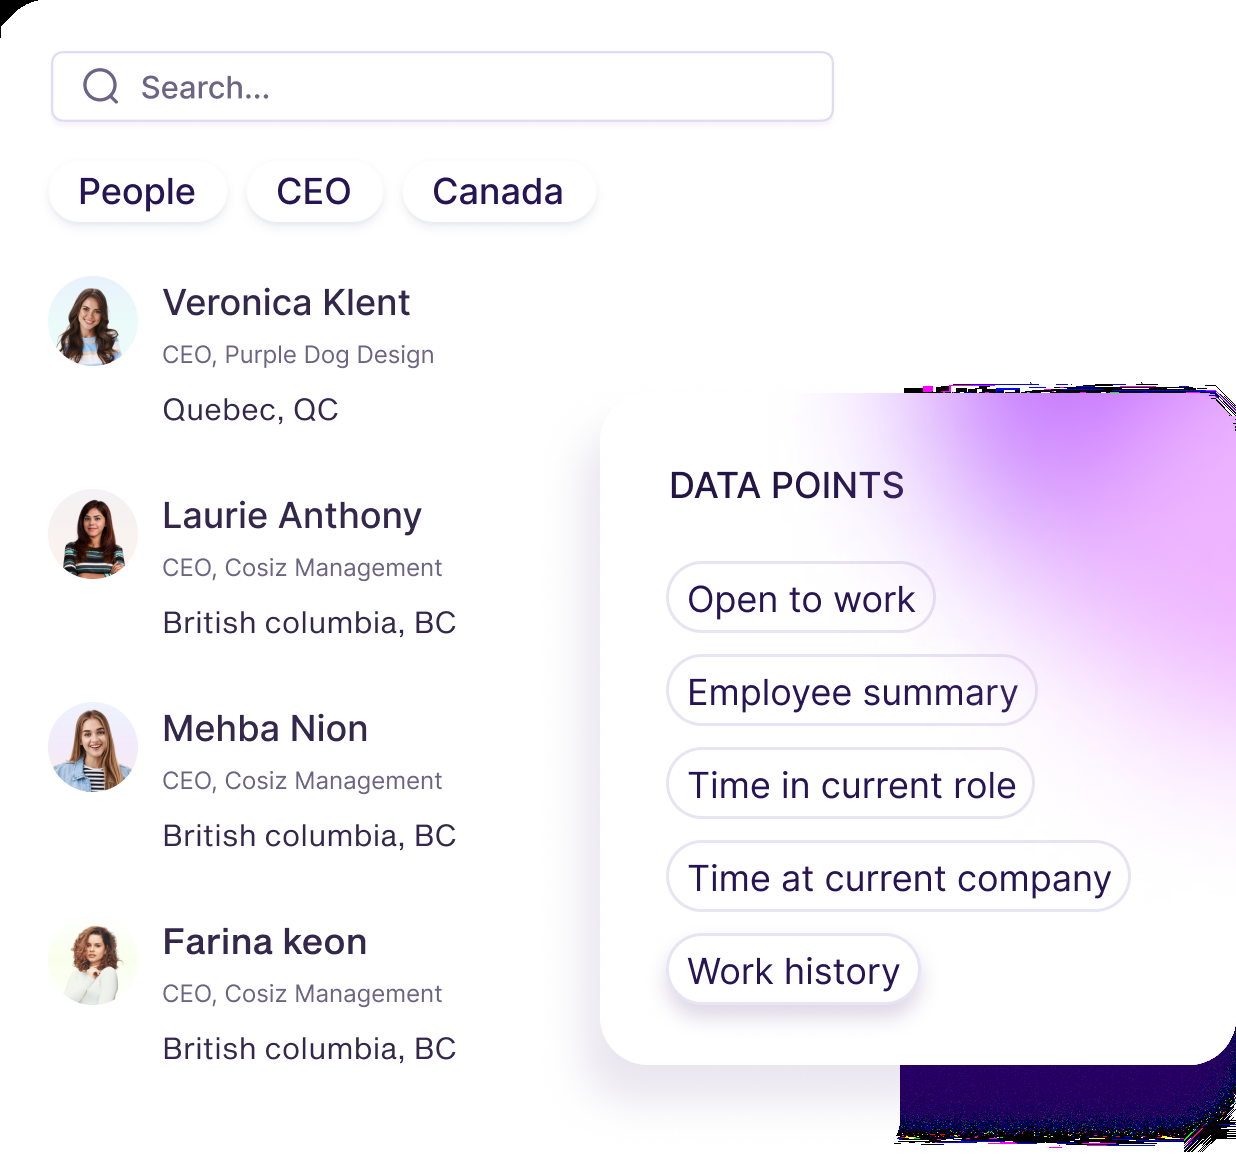 Search...
People
CEO
Canada
Veronica Klent
CEO, Purple Dog Design
Quebec, QC
Laurie Anthony
CEO, Cosiz Management
British columbia, BC
Mehba Nion
CEO, Cosiz Management
British columbia, BC
Farina keon
CEO, Cosiz Management
British columbia, BC
DATA POINTS
Open to work
Employee summary
Time in current role
Time at current company
Work history